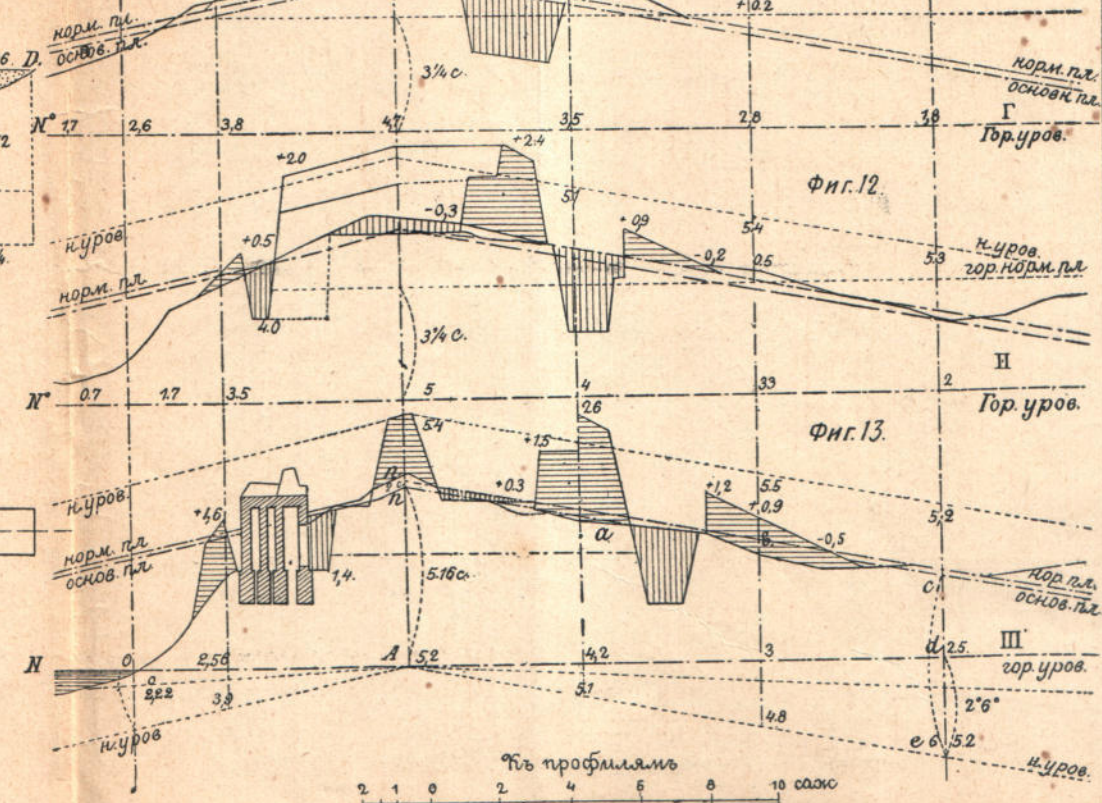 норм. пл.
основ. пл.
6. D.
+0.2
3¼ с.
норм. пл.
основн. пл.
N° 1,7 2,6 3,8 4,7 3,5 2,8 1,8 Г
Гор. уров.
+2.0 +2.4
Фиг. 12.
-0,3 5,1
н. уров. +0.5 +0,9 5.4 н. уров.
0,2 0.5 5.3 гор. норм. пл
норм. пл.
4.0
3¾ с.
II
N° 0.7 1.7 3.5 5 4 33 2
Гор. уров.
26
5.4 Фиг. 13.
+1.5
н. уров. n +0.3 +1,2 5.5
h +0.9 5,2
+1,6 a -0,5
норм. пл
основ. пл.
1,4. 5.16 с. c нор. пл.
основ. пл.
III
N 0 2,58 A 5,2 4,2 3 d 2.5
гор. уров.
2,22 3,9 5.1 2°6°
4.8
н. уров e 6 5.2
н. уров.
Къ профилямъ
2 1 0 2 4 6 8 10 саж